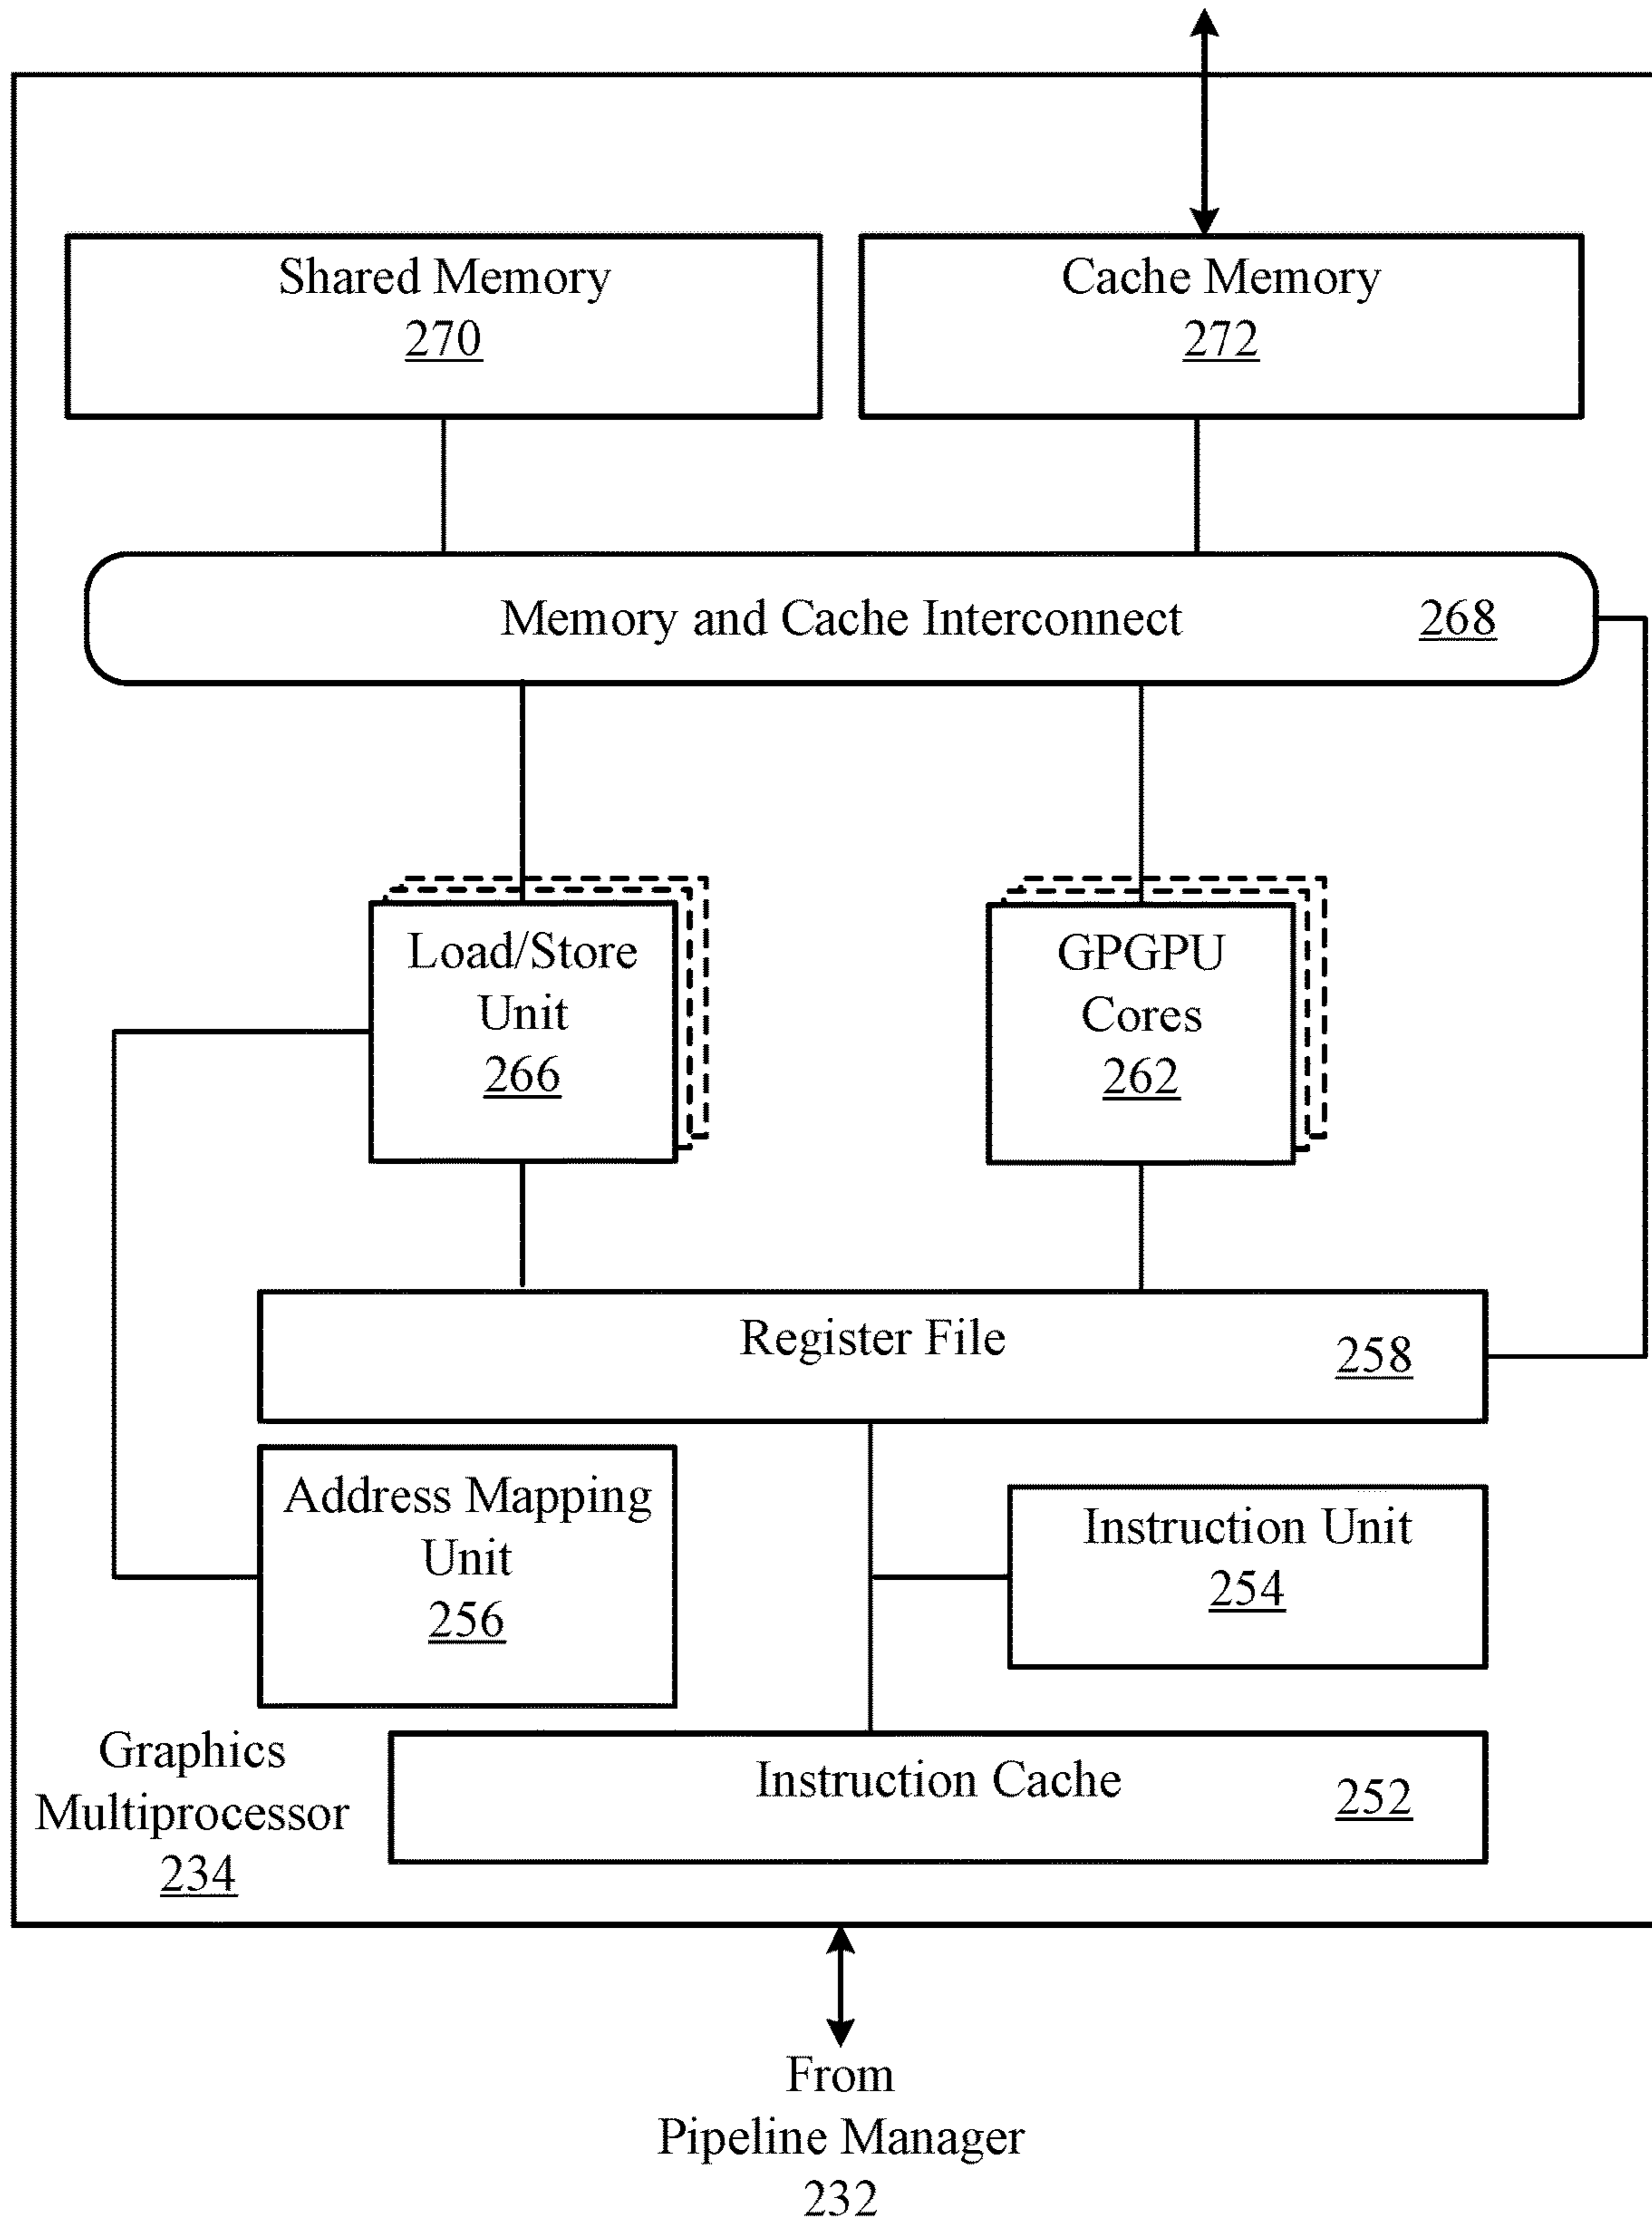 Shared Memory
270
Cache Memory
272
Memory and Cache Interconnect 268
Load/Store
Unit
266
GPGPU
Cores
262
Register File 258
Address Mapping
Unit
256
Instruction Unit
254
Graphics
Multiprocessor
234
Instruction Cache 252
From
Pipeline Manager
232